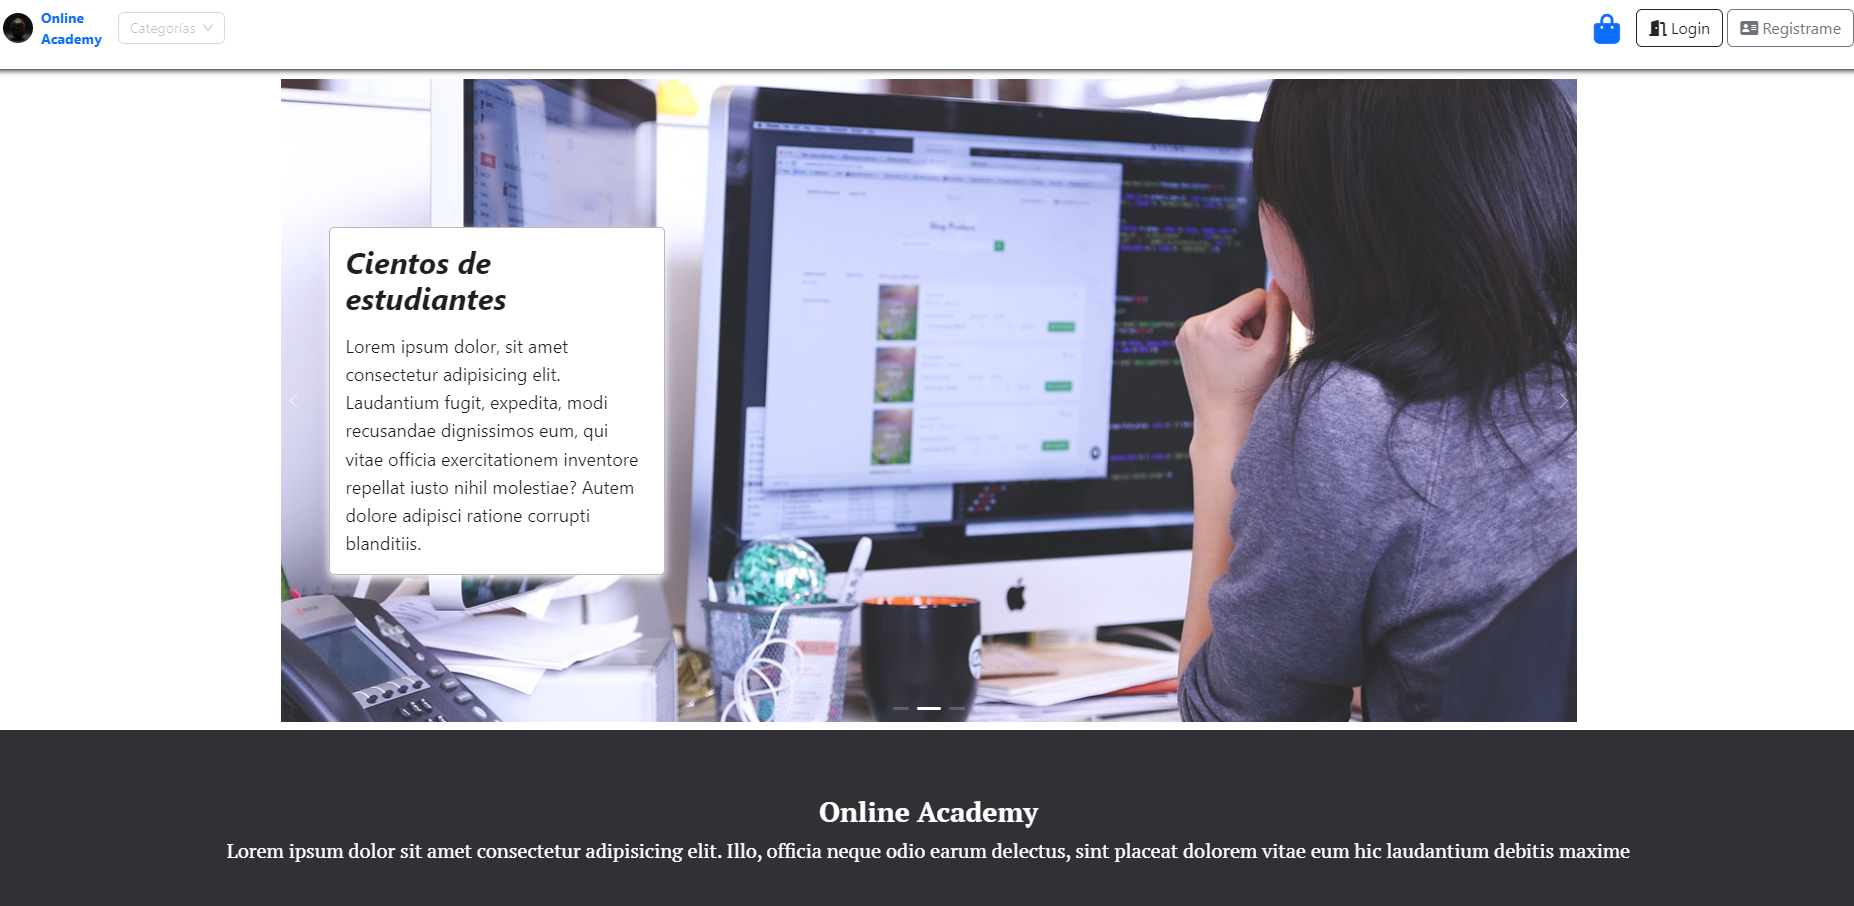 Online
Academy
Categorías
Login
Registrame
Cientos de
estudiantes
Lorem ipsum dolor, sit amet
consectetur adipisicing elit.
Laudantium fugit, expedita, modi
recusandae dignissimos eum, qui
vitae officia exercitationem inventore
repellat iusto nihil molestiae? Autem
dolore adipisci ratione corrupti
blanditiis.
Online Academy
Lorem ipsum dolor sit amet consectetur adipisicing elit. Illo, officia neque odio earum delectus, sint placeat dolorem vitae eum hic laudantium debitis maxime